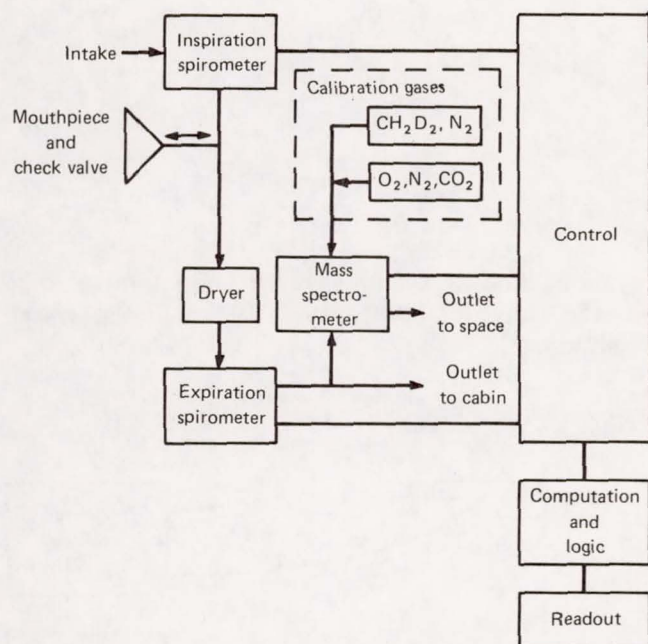 Intake
Inspiration
spirometer
Mouthpiece
and
check valve
Calibration gases
CH₂D₂, N₂
O₂,N₂,CO₂
Control
Dryer
Mass
spectro-
meter
Outlet
to space
Expiration
spirometer
Outlet
to cabin
Computation
and
logic
Readout